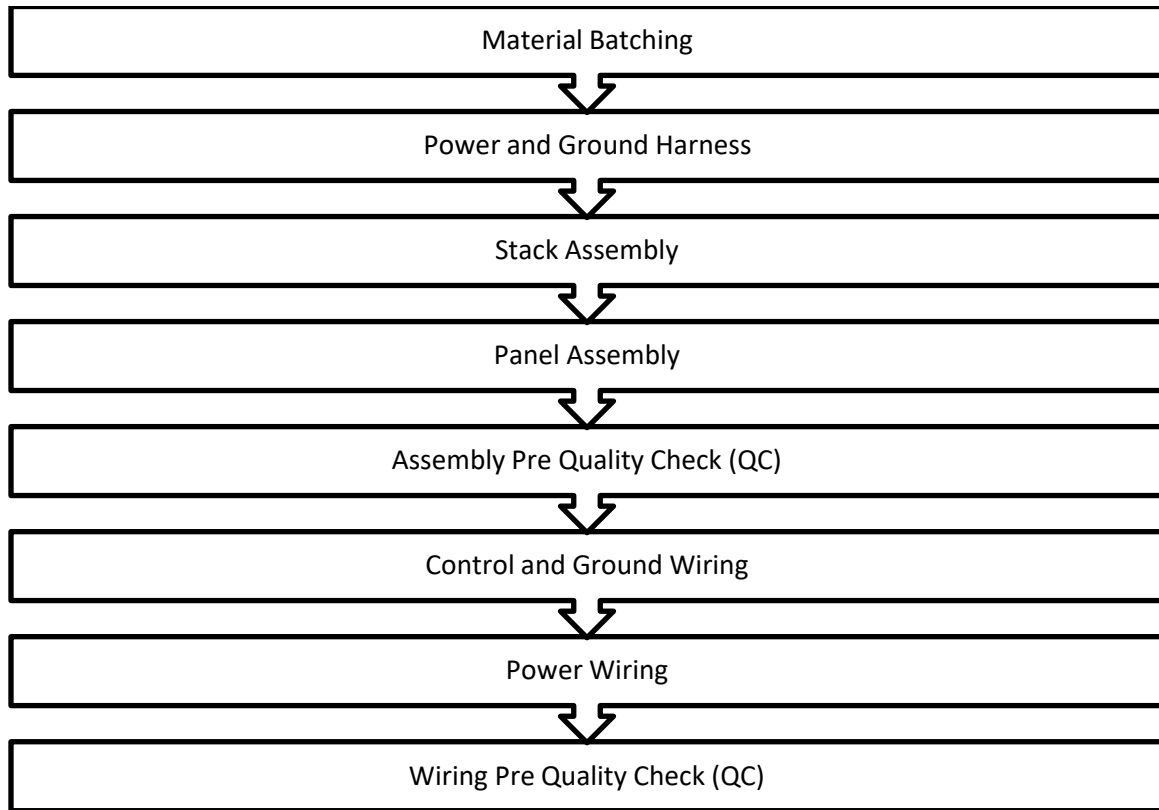 Material Batching
Power and Ground Harness
Stack Assembly
Panel Assembly
Assembly Pre Quality Check (QC)
Control and Ground Wiring
Power Wiring
Wiring Pre Quality Check (QC)